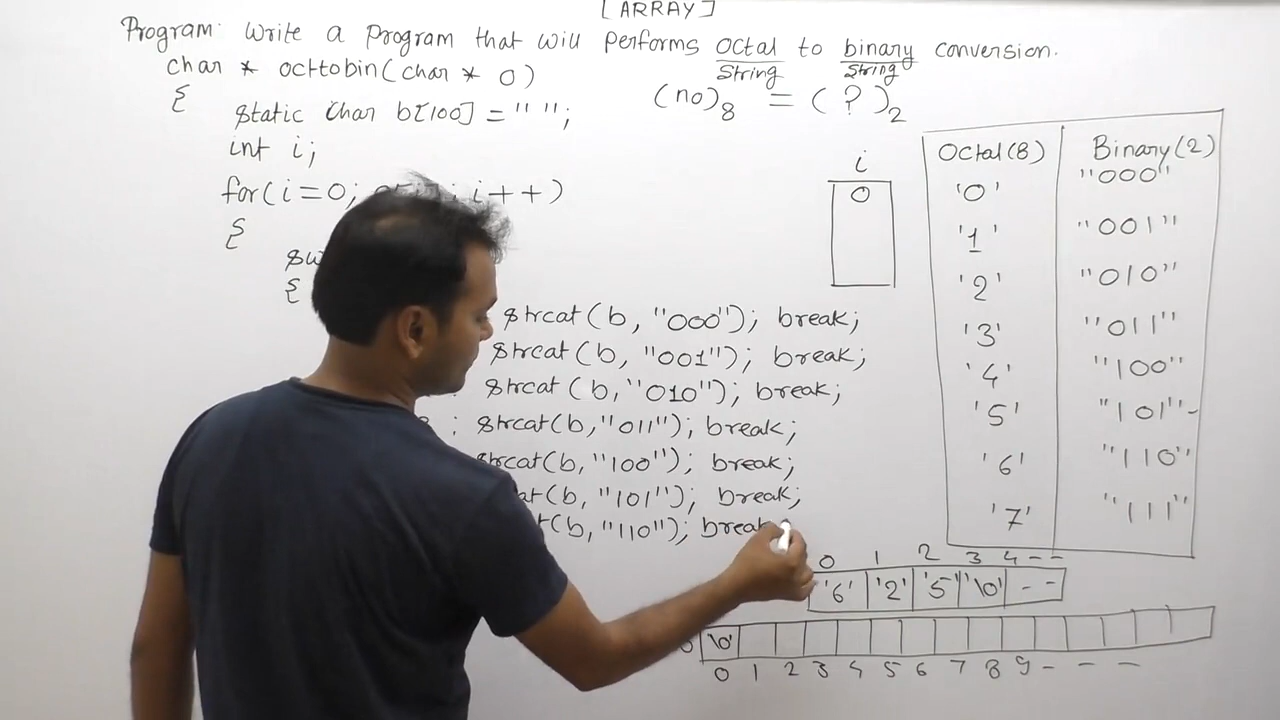 [ARRAY]
Program: Write a program that will performs Octal to binary conversion.
String String
char * octtobin(char * o)
{
(no)8 = ( ? )2
static char b[100] = " ";
int i;
for(i=0; i++)
{
sw
{
strcat(b, "000"); break;
strcat(b, "001"); break;
strcat(b, "010"); break;
: strcat(b, "011"); break;
strcat(b, "100"); break;
at(b, "101"); break;
t(b, "110"); break
i
0
Octal(8) Binary(2)
'0' "000"
'1' "001"
'2' "010"
'3' "011"
'4' "100"
'5' "101"
'6' "110"
'7' "111"
0 1 2 3 4 --
'6' '2' '5' '\0' --
'\0'
0 1 2 3 4 5 6 7 8 9 - - -